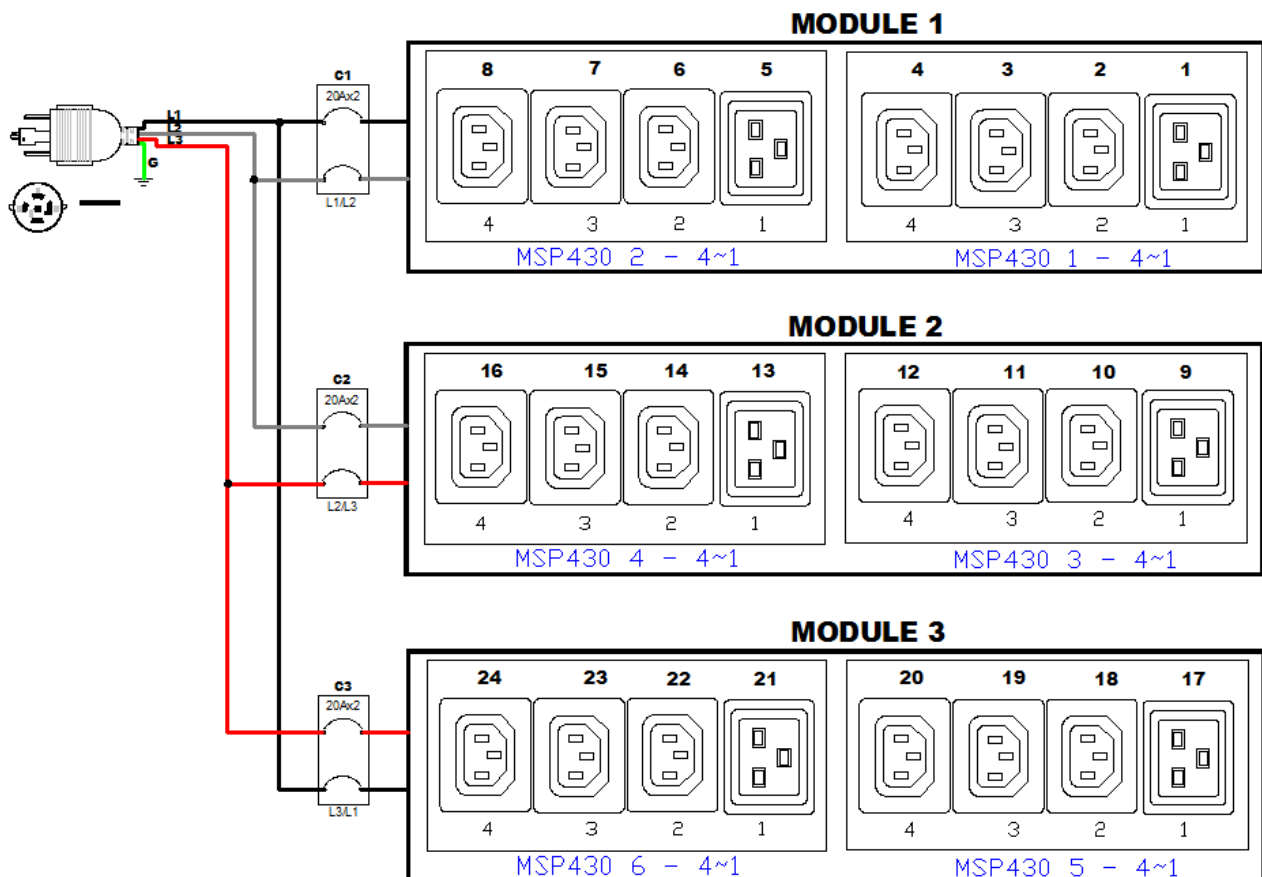 MODULE 1
C1
20Ax2
L1/L2
L1
L2
L3
G
8 7 6 5 4 3 2 1
4 3 2 1 4 3 2 1
MSP430 2 - 4~1 MSP430 1 - 4~1
MODULE 2
C2
20Ax2
L2/L3
16 15 14 13 12 11 10 9
4 3 2 1 4 3 2 1
MSP430 4 - 4~1 MSP430 3 - 4~1
MODULE 3
C3
20Ax2
L3/L1
24 23 22 21 20 19 18 17
4 3 2 1 4 3 2 1
MSP430 6 - 4~1 MSP430 5 - 4~1